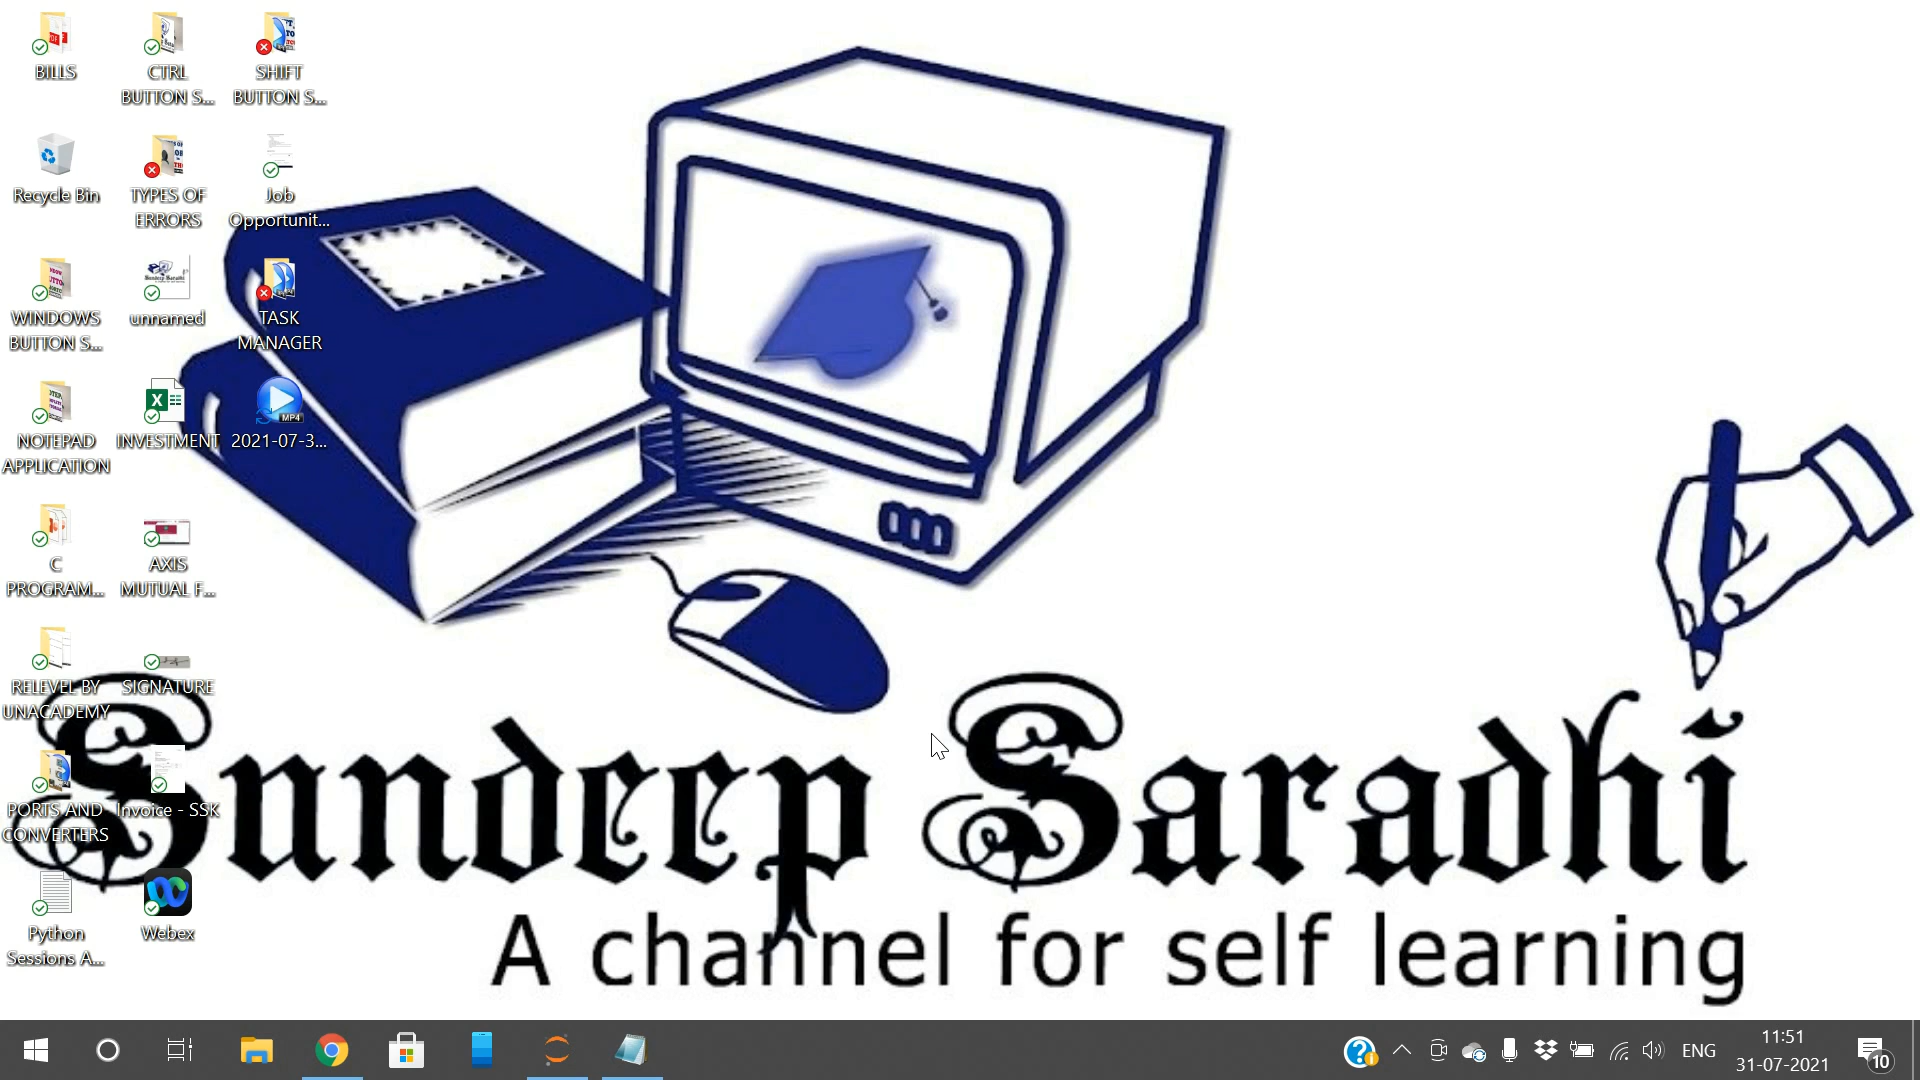 BILLS
CTRL
BUTTON S...
SHIFT
BUTTON S...
Recycle Bin
TYPES OF
ERRORS
Job
Opportunit...
WINDOWS
BUTTON S...
unnamed
TASK
MANAGER
NOTEPAD
APPLICATION
INVESTMENT
MP4
2021-07-3...
C
PROGRAM...
AXIS
MUTUAL F...
RELEVEL BY
UNACADEMY
SIGNATURE
PORTS AND
CONVERTERS
Invoice - SSK
Python
Sessions A...
Webex
Sundeep Saradhi
A channel for self learning
ENG
11:51
31-07-2021
10